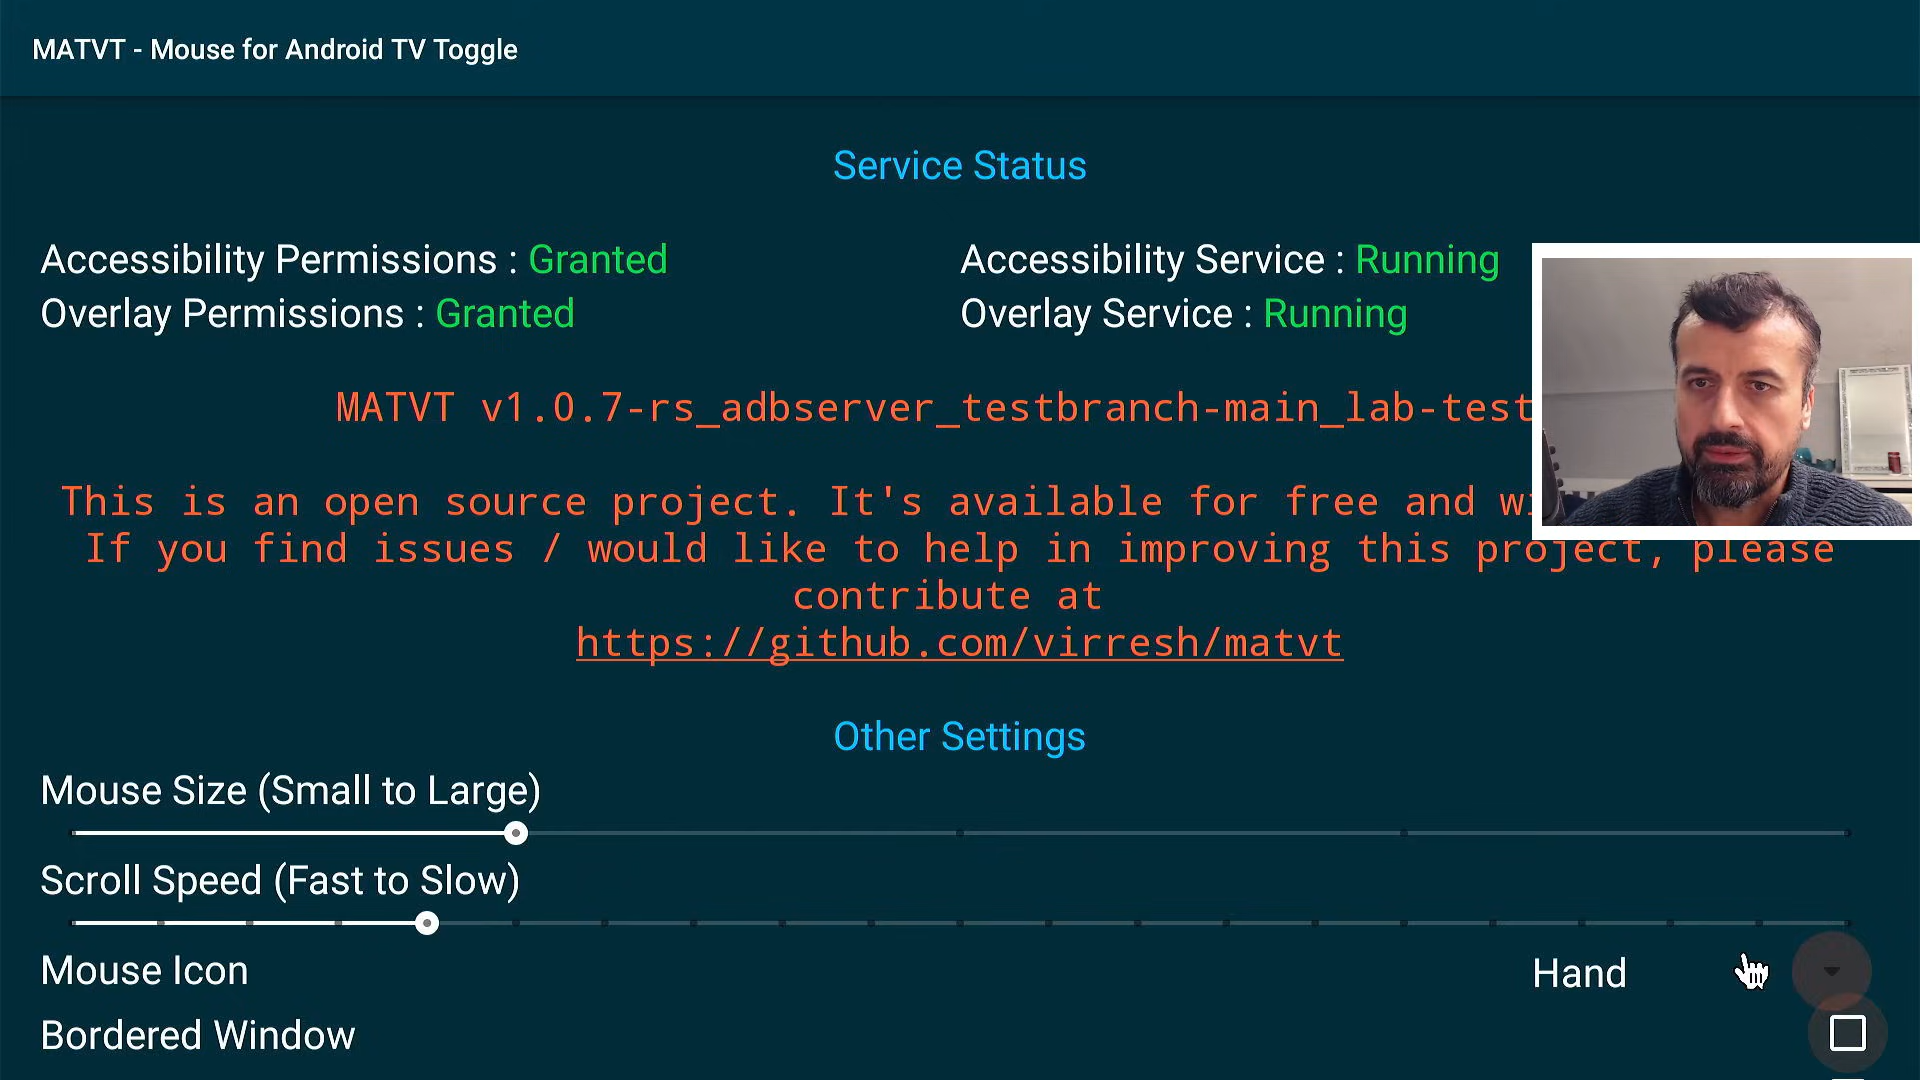 MATVT - Mouse for Android TV Toggle
Service Status
Accessibility Permissions : Granted
Accessibility Service : Running
Overlay Permissions : Granted
Overlay Service : Running
MATVT v1.0.7-rs_adbserver_testbranch-main_lab-test
This is an open source project. It's available for free and
If you find issues / would like to help in improving this project, please
contribute at
https://github.com/virresh/matvt
Other Settings
Mouse Size (Small to Large)
Scroll Speed (Fast to Slow)
Mouse Icon
Hand
Bordered Window